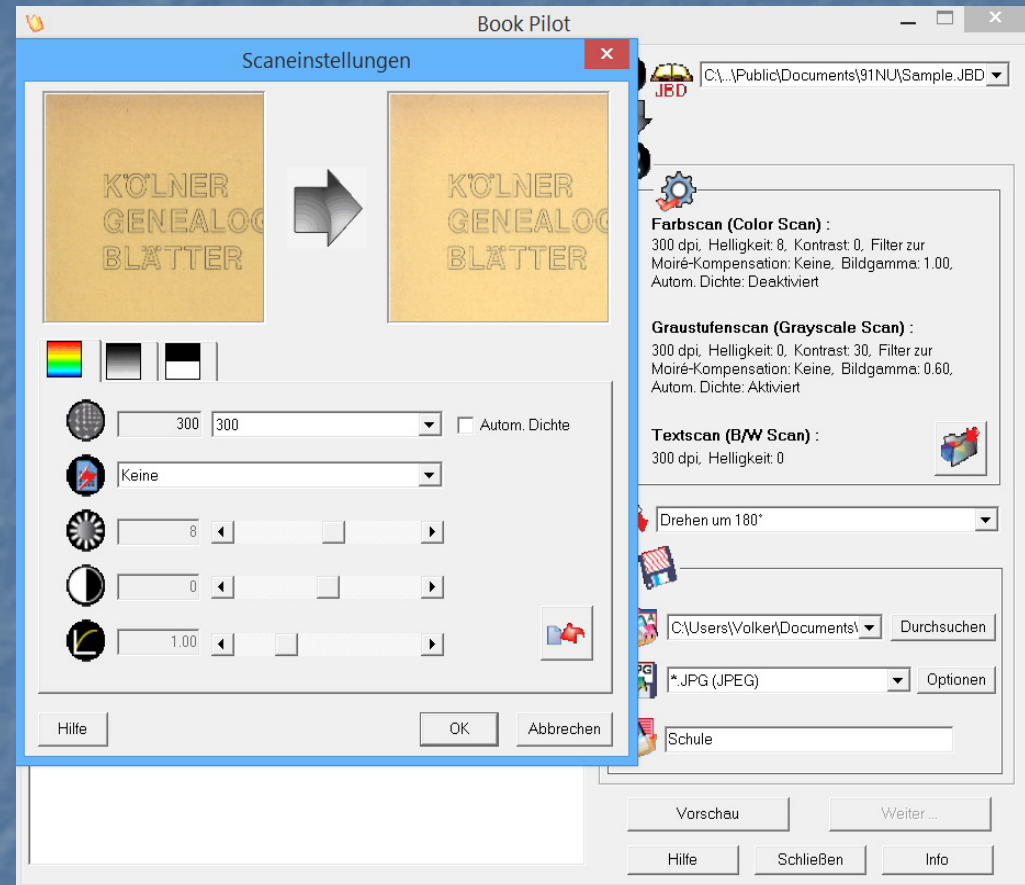 Book Pilot
Scaneinstellungen
KÖLNER
GENEALOG
BLÄTTER
KÖLNER
GENEALOG
BLÄTTER
300
300
Autom. Dichte
Keine
8
0
1.00
Hilfe
OK
Abbrechen
JBD
C:\...\Public\Documents\91NU\Sample.JBD
Farbscan (Color Scan) :
300 dpi, Helligkeit: 8, Kontrast: 0, Filter zur
Moiré-Kompensation: Keine, Bildgamma: 1.00,
Autom. Dichte: Deaktiviert
Graustufenscan (Grayscale Scan) :
300 dpi, Helligkeit: 0, Kontrast: 30, Filter zur
Moiré-Kompensation: Keine, Bildgamma: 0.60,
Autom. Dichte: Aktiviert
Textscan (B/W Scan) :
300 dpi, Helligkeit: 0
Drehen um 180°
C:\Users\Volker\Documents\
Durchsuchen
*.JPG (JPEG)
Optionen
Schule
Vorschau
Weiter ...
Hilfe
Schließen
Info